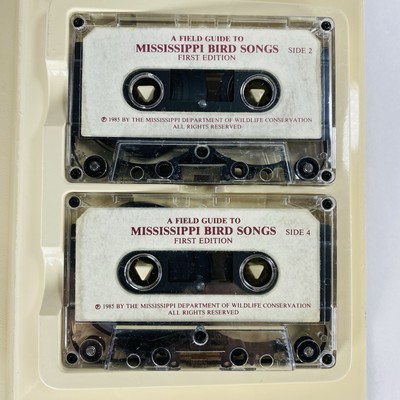 A FIELD GUIDE TO
MISSISSIPPI BIRD SONGS SIDE 2
FIRST EDITION
℗ 1985 BY THE MISSISSIPPI DEPARTMENT OF WILDLIFE CONSERVATION
ALL RIGHTS RESERVED
A FIELD GUIDE TO
MISSISSIPPI BIRD SONGS SIDE 4
FIRST EDITION
℗ 1985 BY THE MISSISSIPPI DEPARTMENT OF WILDLIFE CONSERVATION
ALL RIGHTS RESERVED